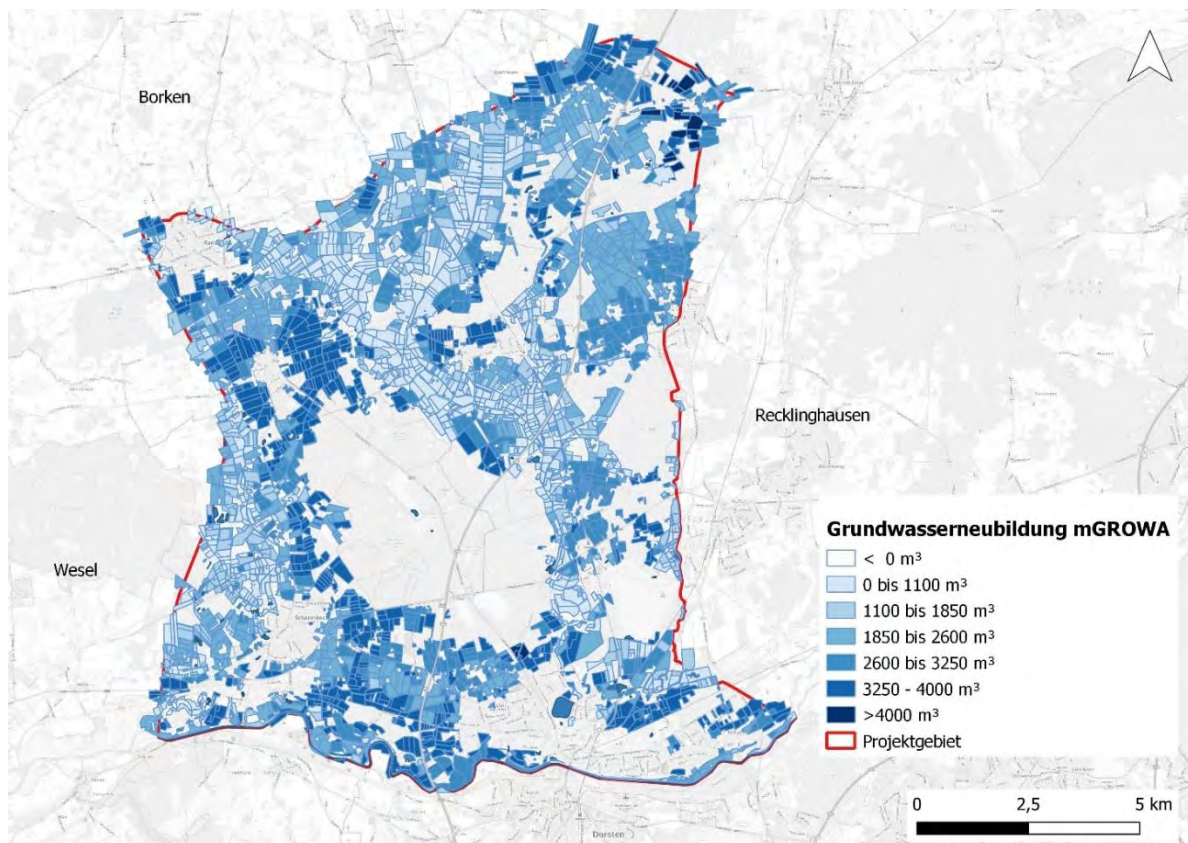 Borken
Recklinghausen
Wesel
Dorsten
Grundwasserneubildung mGROWA
< 0 m³
0 bis 1100 m³
1100 bis 1850 m³
1850 bis 2600 m³
2600 bis 3250 m³
3250 - 4000 m³
>4000 m³
Projektgebiet
0 2,5 5 km